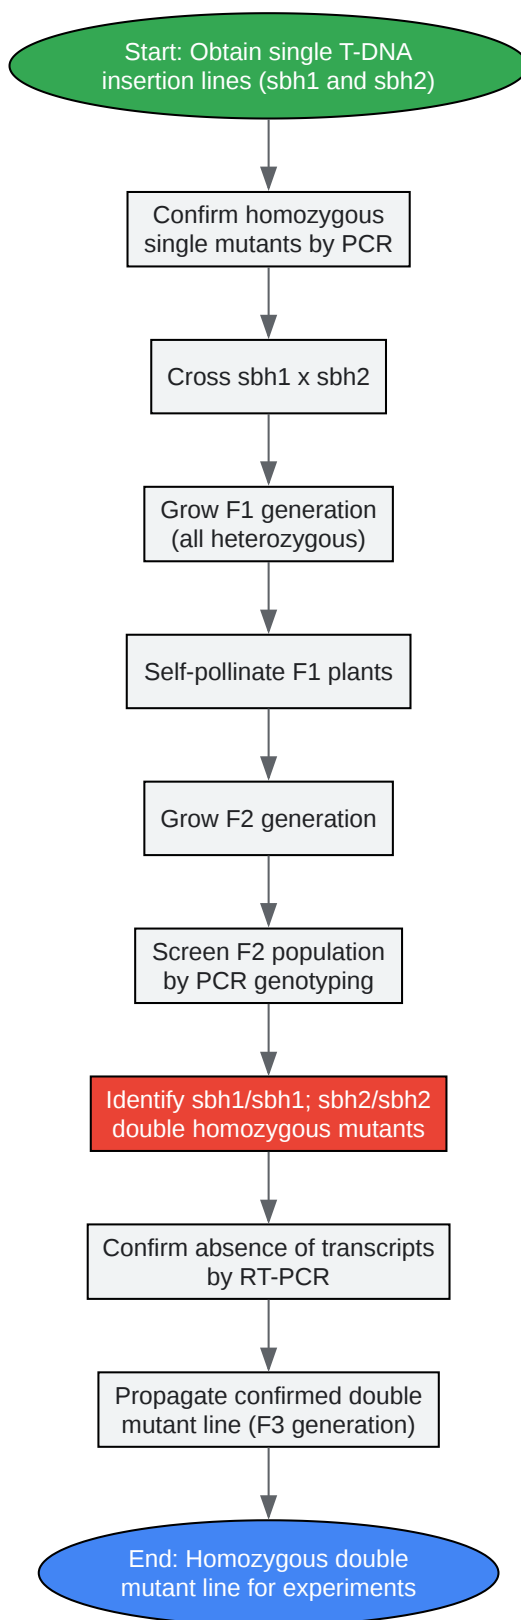 Start: Obtain single T-DNA
insertion lines (sbh1 and sbh2)
Confirm homozygous
single mutants by PCR
Cross sbh1 x sbh2
Grow F1 generation
(all heterozygous)
Self-pollinate F1 plants
Grow F2 generation
Screen F2 population
by PCR genotyping
Identify sbh1/sbh1; sbh2/sbh2
double homozygous mutants
Confirm absence of transcripts
by RT-PCR
Propagate confirmed double
mutant line (F3 generation)
End: Homozygous double
mutant line for experiments